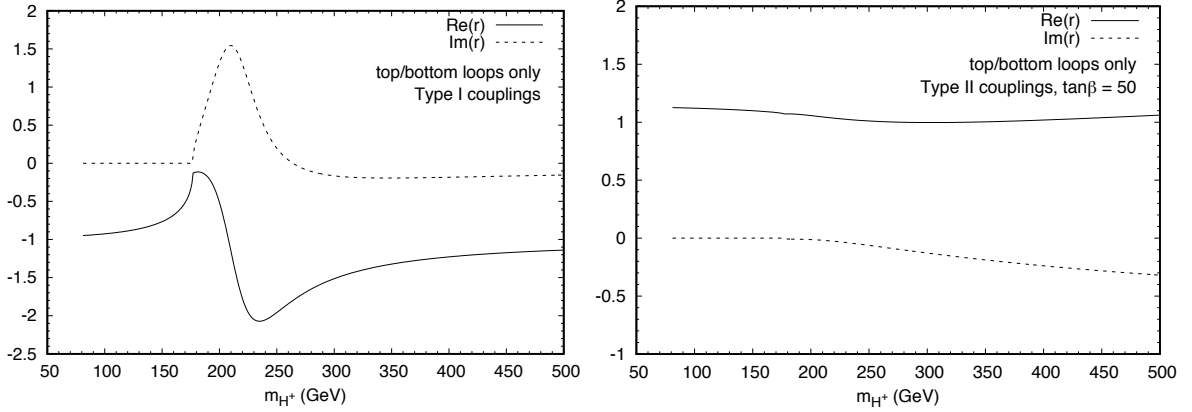 2
1.5
1
0.5
0
-0.5
-1
-1.5
-2
-2.5
50 100 150 200 250 300 350 400 450 500
m_H+ (GeV)
Re(r)
Im(r)
top/bottom loops only
Type I couplings
2
1.5
1
0.5
0
-0.5
-1
50 100 150 200 250 300 350 400 450 500
m_H+ (GeV)
Re(r)
Im(r)
top/bottom loops only
Type II couplings, tanβ = 50